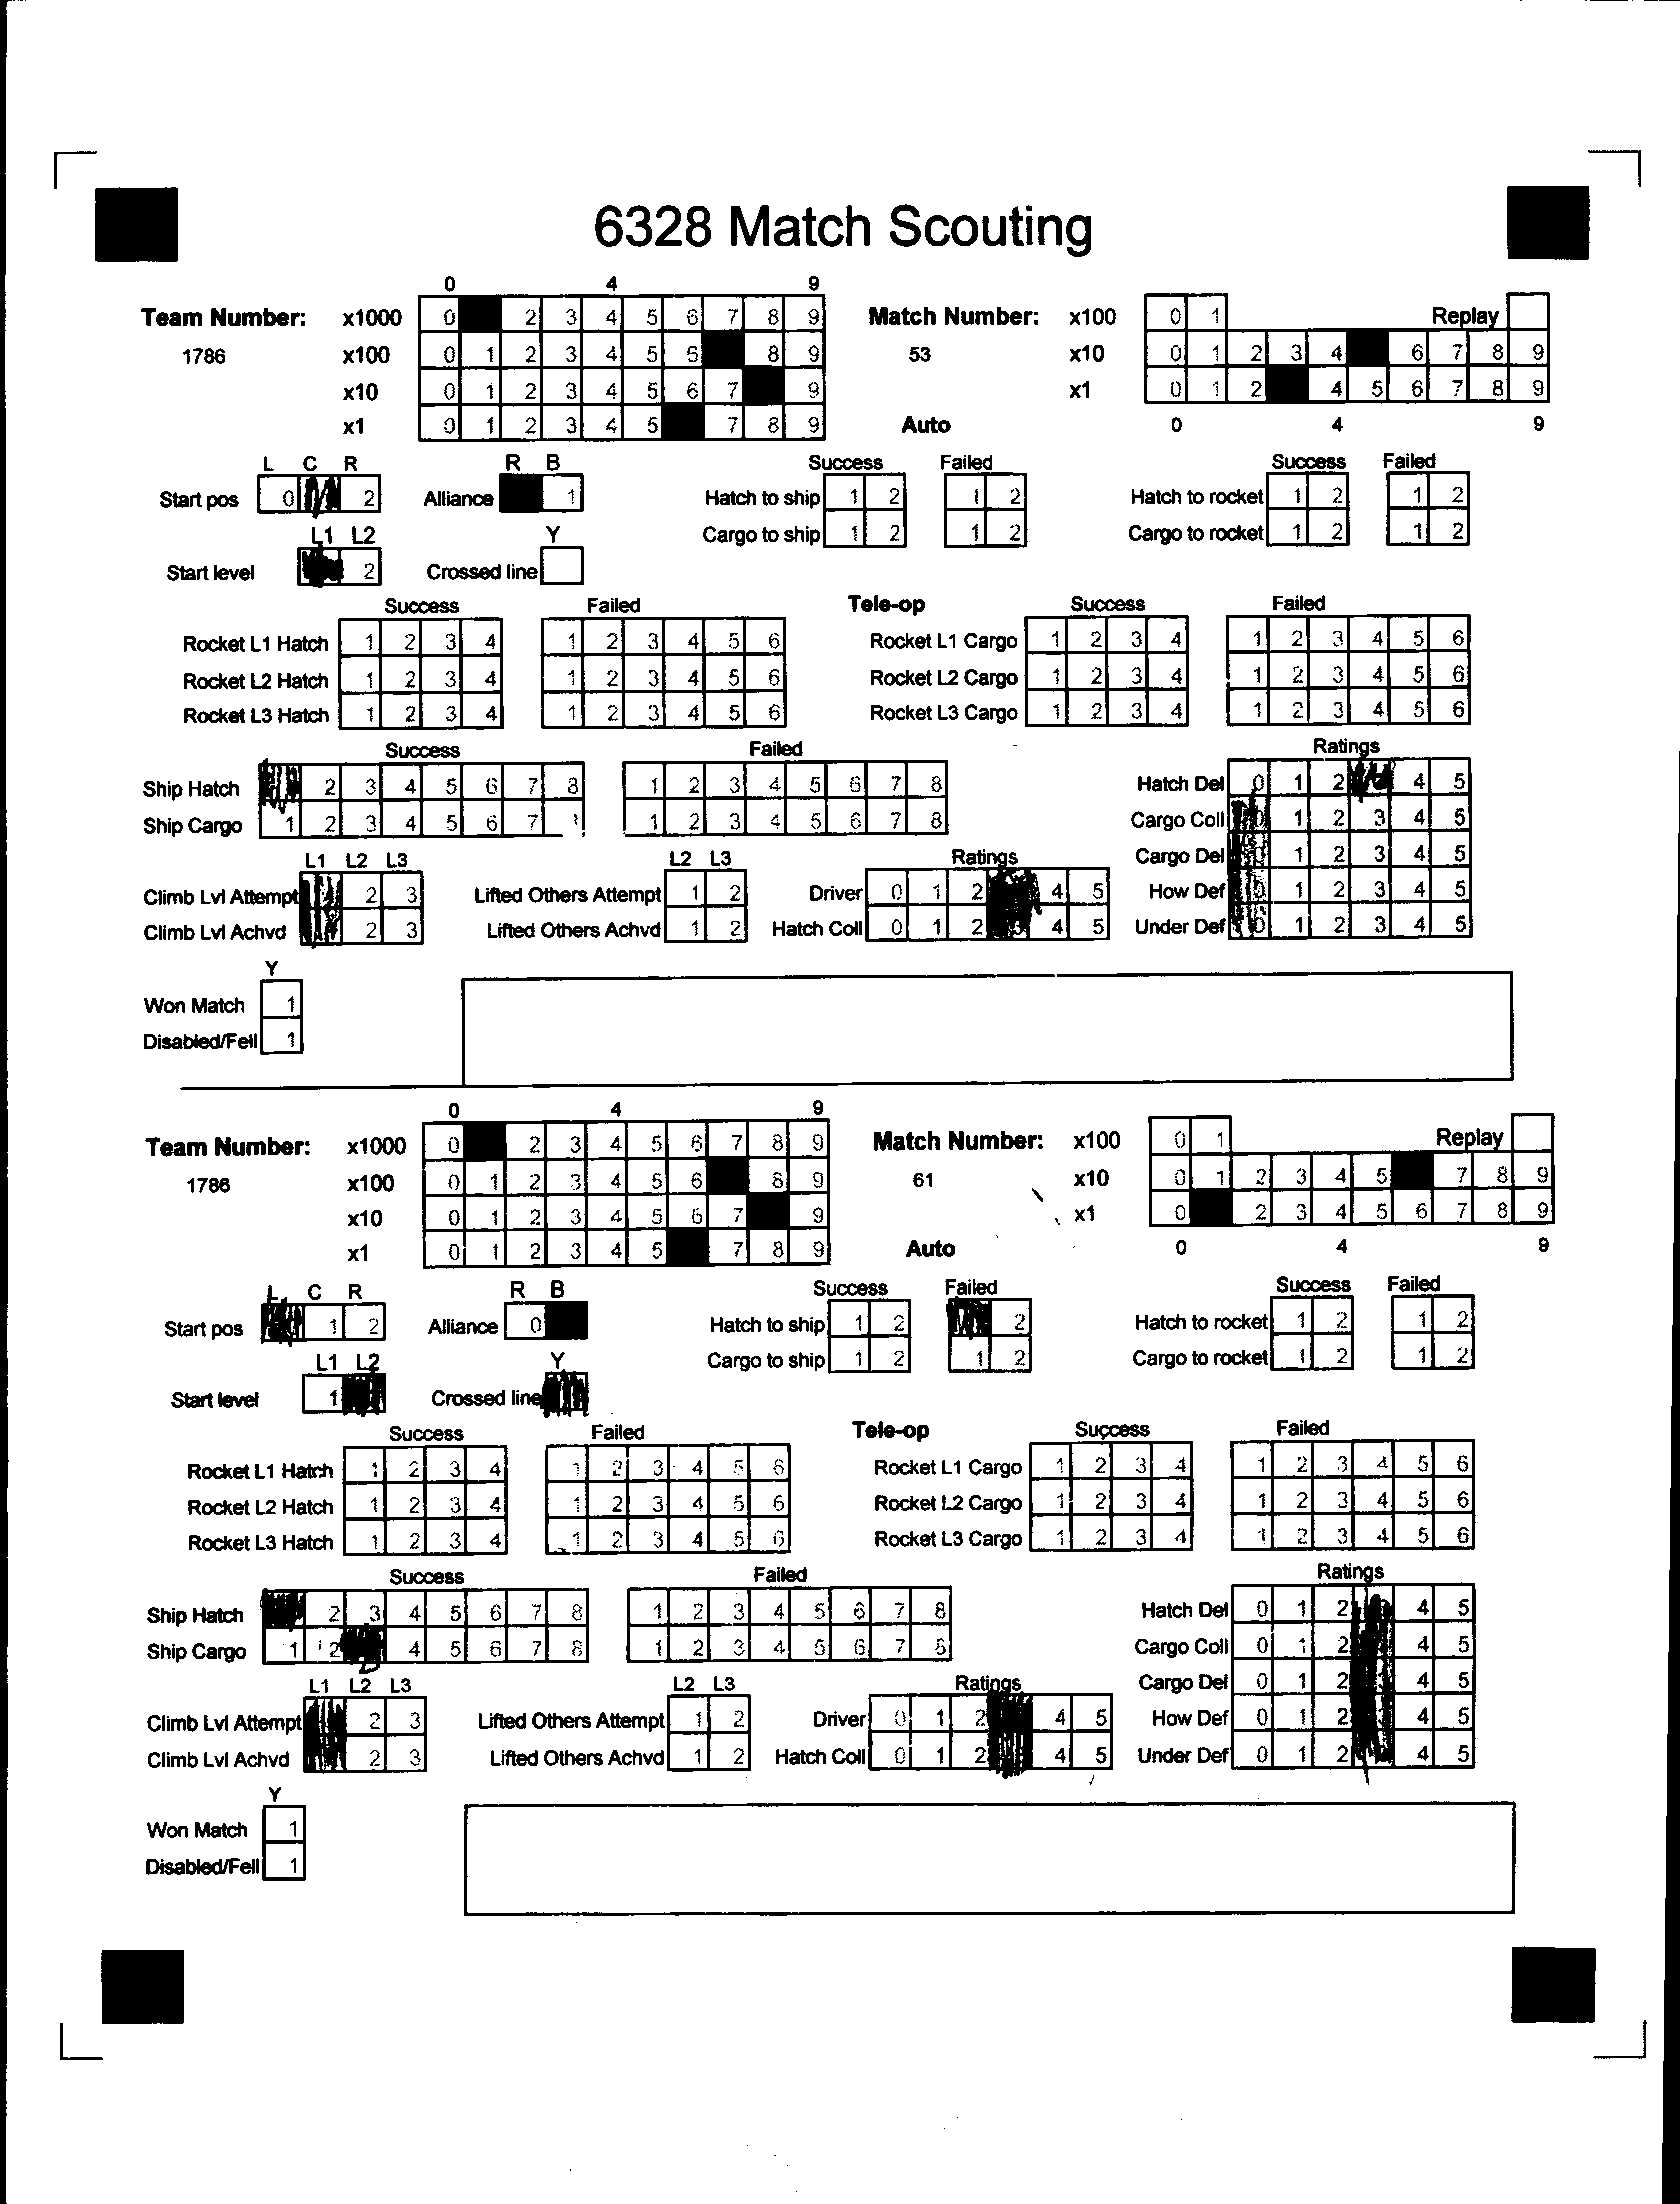 6328 Match Scouting
0 4 9
Team Number: x1000 0 2 3 4 5 6 7 8 9 Match Number: x100 0 1 Replay
1786 x100 0 1 2 3 4 5 6 8 9 53 x10 0 1 2 3 4 6 7 8 9
x10 0 1 2 3 4 5 6 7 9 x1 0 1 2 4 5 6 7 8 9
x1 0 1 2 3 4 5 7 8 9 Auto 0 4 9
L C R R B Success Failed Success Failed
Start pos 0 2 Alliance 1 Hatch to ship 1 2 1 2 Hatch to rocket 1 2 1 2
L1 L2 Y Cargo to ship 1 2 1 2 Cargo to rocket 1 2 1 2
Start level 2 Crossed line
Success Failed Tele-op Success Failed
Rocket L1 Hatch 1 2 3 4 1 2 3 4 5 6 Rocket L1 Cargo 1 2 3 4 1 2 3 4 5 6
Rocket L2 Hatch 1 2 3 4 1 2 3 4 5 6 Rocket L2 Cargo 1 2 3 4 1 2 3 4 5 6
Rocket L3 Hatch 1 2 3 4 1 2 3 4 5 6 Rocket L3 Cargo 1 2 3 4 1 2 3 4 5 6
Success Failed Ratings
Ship Hatch 2 3 4 5 6 7 8 1 2 3 4 5 6 7 8 Hatch Del 0 1 2 4 5
Ship Cargo 1 2 3 4 5 6 7 1 2 3 4 5 6 7 8 Cargo Coll 0 1 2 3 4 5
L1 L2 L3 L2 L3 Ratings Cargo Del 1 2 3 4 5
Climb Lvl Attempt 2 3 Lifted Others Attempt 1 2 Driver 0 1 2 4 5 How Def 0 1 2 3 4 5
Climb Lvl Achvd 2 3 Lifted Others Achvd 1 2 Hatch Coll 0 1 2 3 4 5 Under Def 0 1 2 3 4 5
Y
Won Match 1
Disabled/Fell 1
0 4 9
Team Number: x1000 0 2 3 4 5 6 7 8 9 Match Number: x100 0 1 Replay
1786 x100 0 1 2 3 4 5 6 8 9 61 x10 0 1 2 3 4 5 7 8 9
x10 0 1 2 3 4 5 6 7 9 x1 0 2 3 4 5 6 7 8 9
x1 0 1 2 3 4 5 7 8 9 Auto 0 4 9
L C R R B Success Failed Success Failed
Start pos 1 2 Alliance 0 Hatch to ship 1 2 2 Hatch to rocket 1 2 1 2
L1 L2 Y Cargo to ship 1 2 1 2 Cargo to rocket 1 2 1 2
Start level 1 Crossed line
Success Failed Tele-op Success Failed
Rocket L1 Hatch 1 2 3 4 1 2 3 4 5 6 Rocket L1 Cargo 1 2 3 4 1 2 3 4 5 6
Rocket L2 Hatch 1 2 3 4 1 2 3 4 5 6 Rocket L2 Cargo 1 2 3 4 1 2 3 4 5 6
Rocket L3 Hatch 1 2 3 4 1 2 3 4 5 6 Rocket L3 Cargo 1 2 3 4 1 2 3 4 5 6
Success Failed Ratings
Ship Hatch 2 3 4 5 6 7 8 1 2 3 4 5 6 7 8 Hatch Del 0 1 2 4 5
Ship Cargo 1 2 4 5 6 7 8 1 2 3 4 5 6 7 8 Cargo Coll 0 1 2 4 5
L1 L2 L3 L2 L3 Ratings Cargo Del 0 1 2 4 5
Climb Lvl Attempt 2 3 Lifted Others Attempt 1 2 Driver 0 1 2 4 5 How Def 0 1 2 4 5
Climb Lvl Achvd 2 3 Lifted Others Achvd 1 2 Hatch Coll 0 1 2 4 5 Under Def 0 1 2 4 5
Y
Won Match 1
Disabled/Fell 1